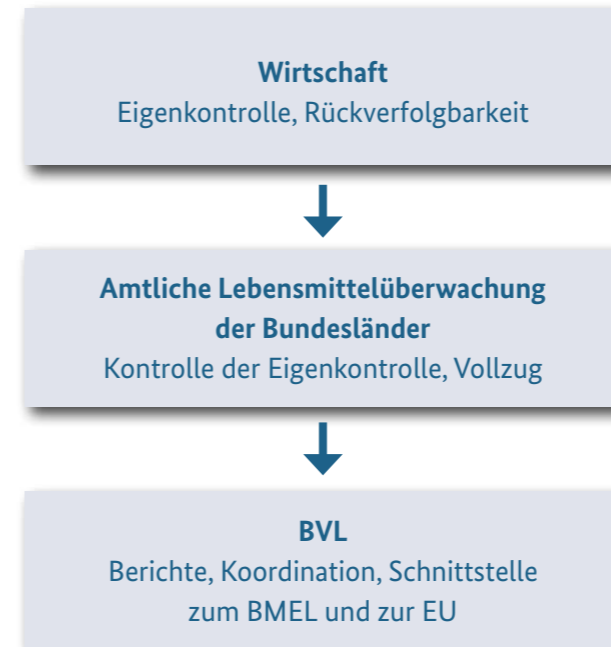 Wirtschaft
Eigenkontrolle, Rückverfolgbarkeit
Amtliche Lebensmittelüberwachung
der Bundesländer
Kontrolle der Eigenkontrolle, Vollzug
BVL
Berichte, Koordination, Schnittstelle
zum BMEL und zur EU